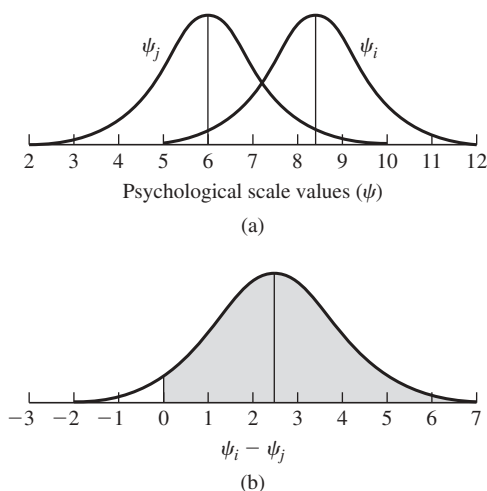 ψj ψi
2 3 4 5 6 7 8 9 10 11 12
Psychological scale values (ψ)
(a)
−3 −2 −1 0 1 2 3 4 5 6 7
ψi − ψj
(b)